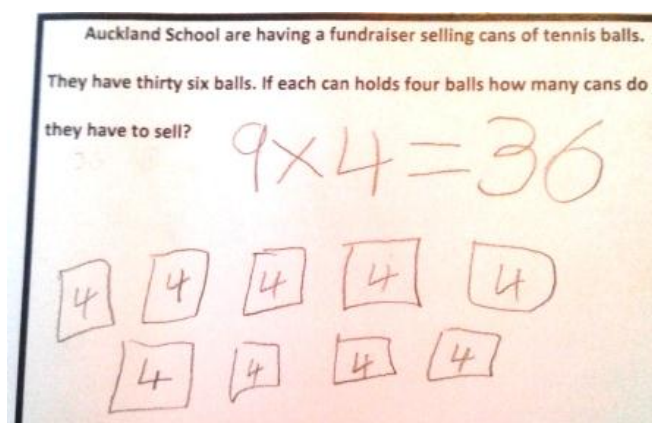 Auckland School are having a fundraiser selling cans of tennis balls.
They have thirty six balls. If each can holds four balls how many cans do
they have to sell?
9×4=36
4 4 4 4 4
4 4 4 4